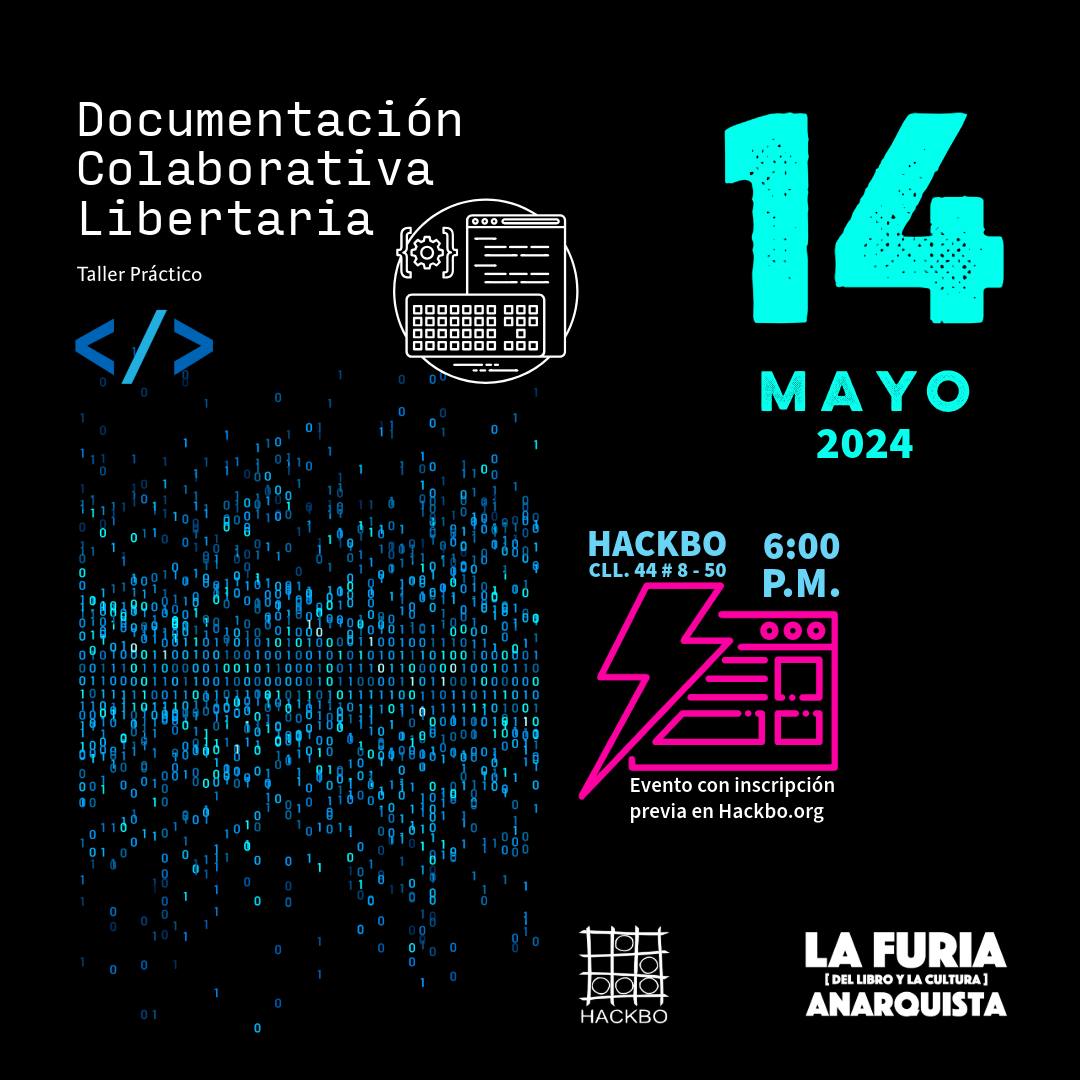 Documentación
Colaborativa
Libertaria
Taller Práctico
</>
14
MAYO
2024
HACKBO
CLL. 44 # 8 - 50
6:00
P.M.
Evento con inscripción
previa en Hackbo.org
HACKBO
LA FURIA
[ DEL LIBRO Y LA CULTURA ]
ANARQUISTA